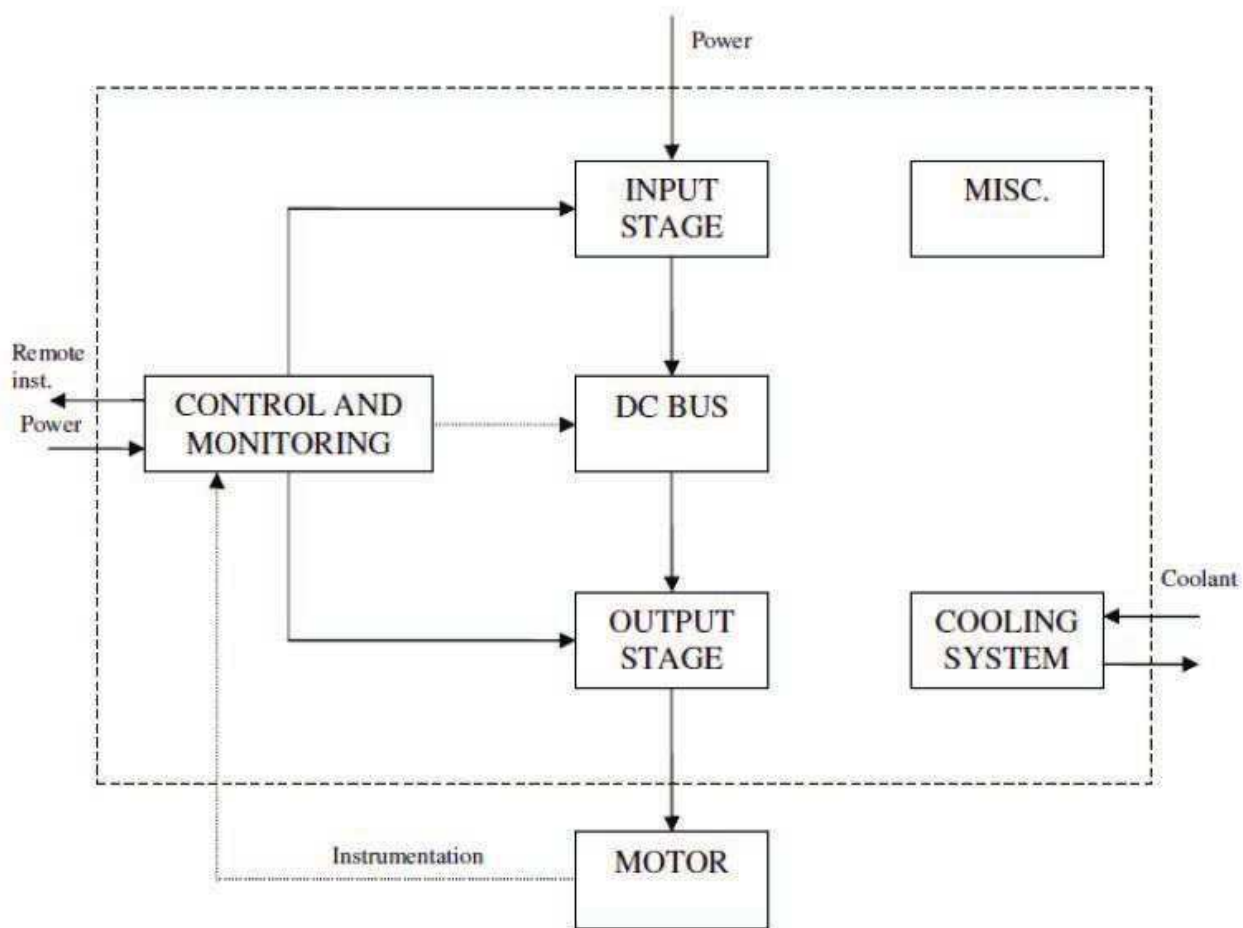 Power
INPUT
STAGE
MISC.
Remote
inst.
Power
CONTROL AND
MONITORING
DC BUS
OUTPUT
STAGE
Coolant
COOLING
SYSTEM
Instrumentation
MOTOR